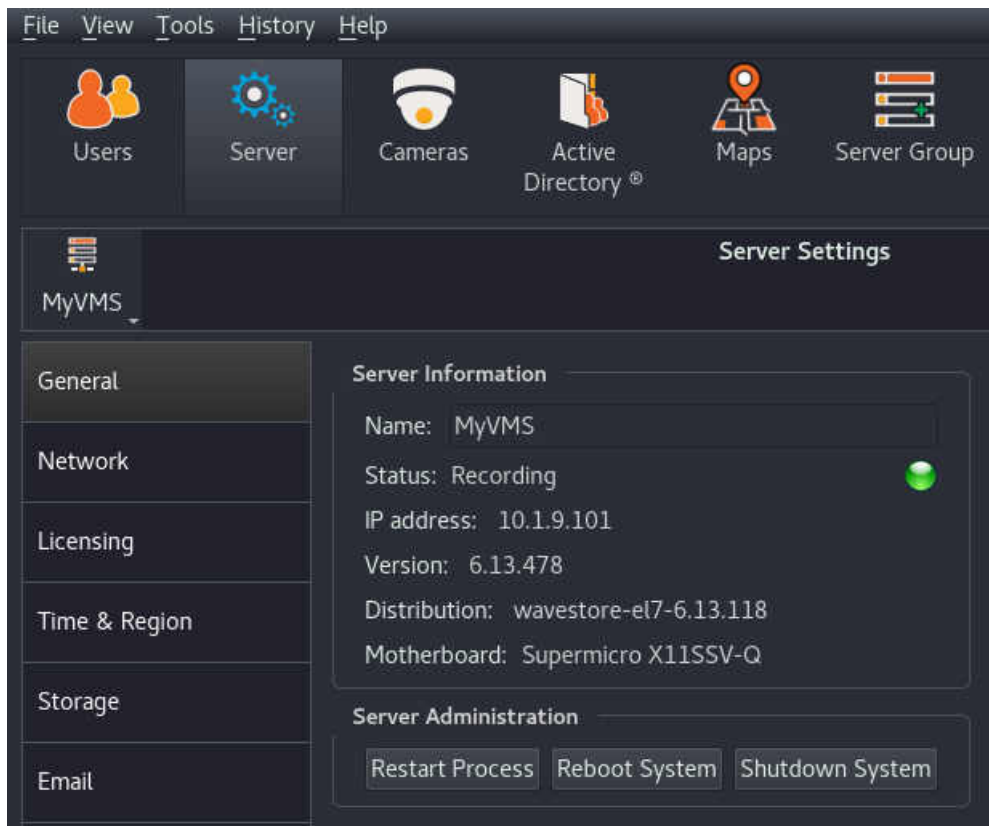 File View Tools History Help
Users Server Cameras Active Directory ® Maps Server Group
Server Settings
MyVMS
General
Network
Licensing
Time & Region
Storage
Email
Server Information
Name: MyVMS
Status: Recording
IP address: 10.1.9.101
Version: 6.13.478
Distribution: wavestore-el7-6.13.118
Motherboard: Supermicro X11SSV-Q
Server Administration
Restart Process Reboot System Shutdown System